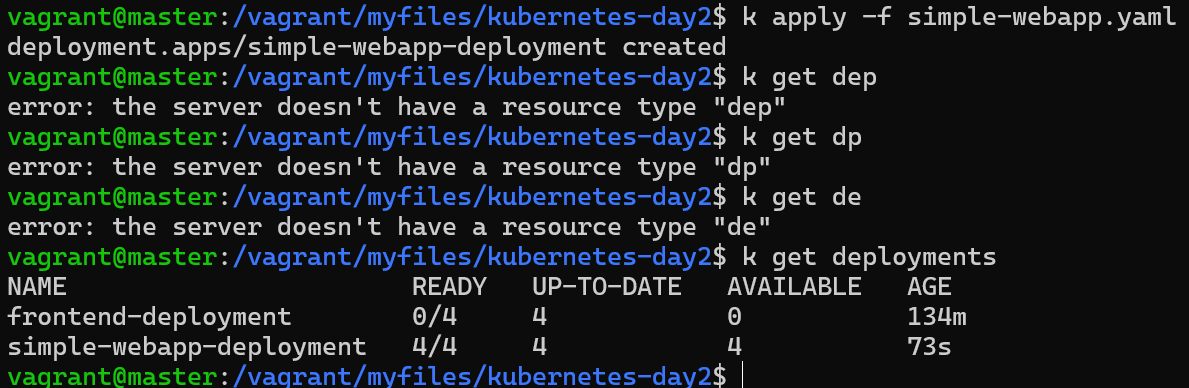 vagrant@master:/vagrant/myfiles/kubernetes-day2$ k apply -f simple-webapp.yaml
deployment.apps/simple-webapp-deployment created
vagrant@master:/vagrant/myfiles/kubernetes-day2$ k get dep
error: the server doesn't have a resource type "dep"
vagrant@master:/vagrant/myfiles/kubernetes-day2$ k get dp
error: the server doesn't have a resource type "dp"
vagrant@master:/vagrant/myfiles/kubernetes-day2$ k get de
error: the server doesn't have a resource type "de"
vagrant@master:/vagrant/myfiles/kubernetes-day2$ k get deployments
NAME                       READY   UP-TO-DATE   AVAILABLE   AGE
frontend-deployment        0/4     4            0           134m
simple-webapp-deployment   4/4     4            4           73s
vagrant@master:/vagrant/myfiles/kubernetes-day2$